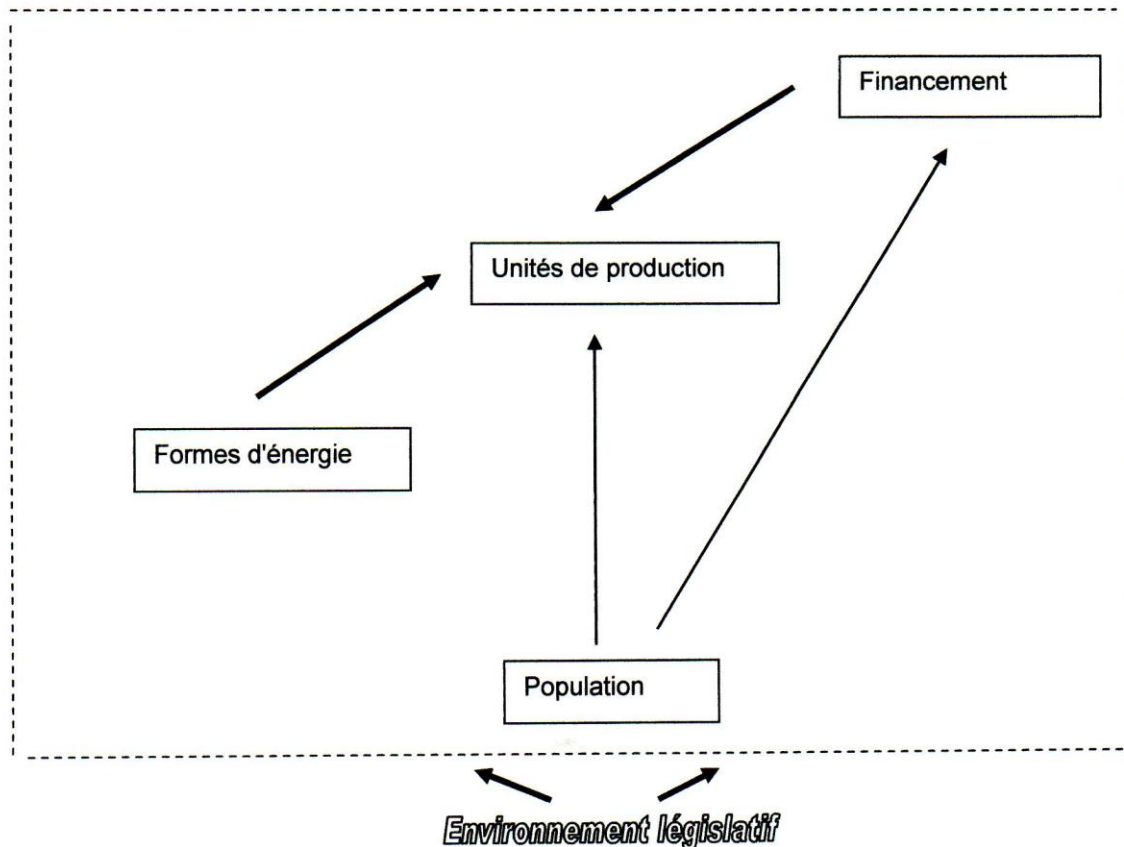 Financement
Unités de production
Formes d'énergie
Population
Environnement législatif